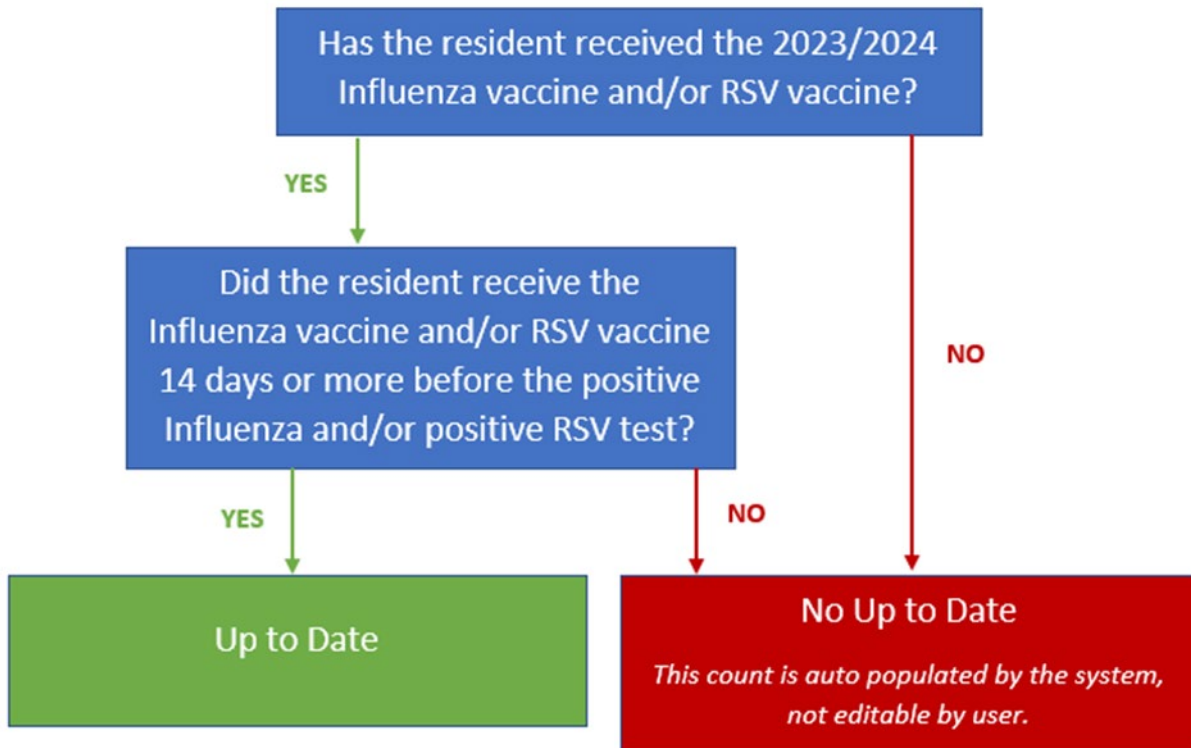 Has the resident received the 2023/2024
Influenza vaccine and/or RSV vaccine?
YES
Did the resident receive the
Influenza vaccine and/or RSV vaccine
14 days or more before the positive
Influenza and/or positive RSV test?
NO
YES
NO
Up to Date
No Up to Date
This count is auto populated by the system,
not editable by user.